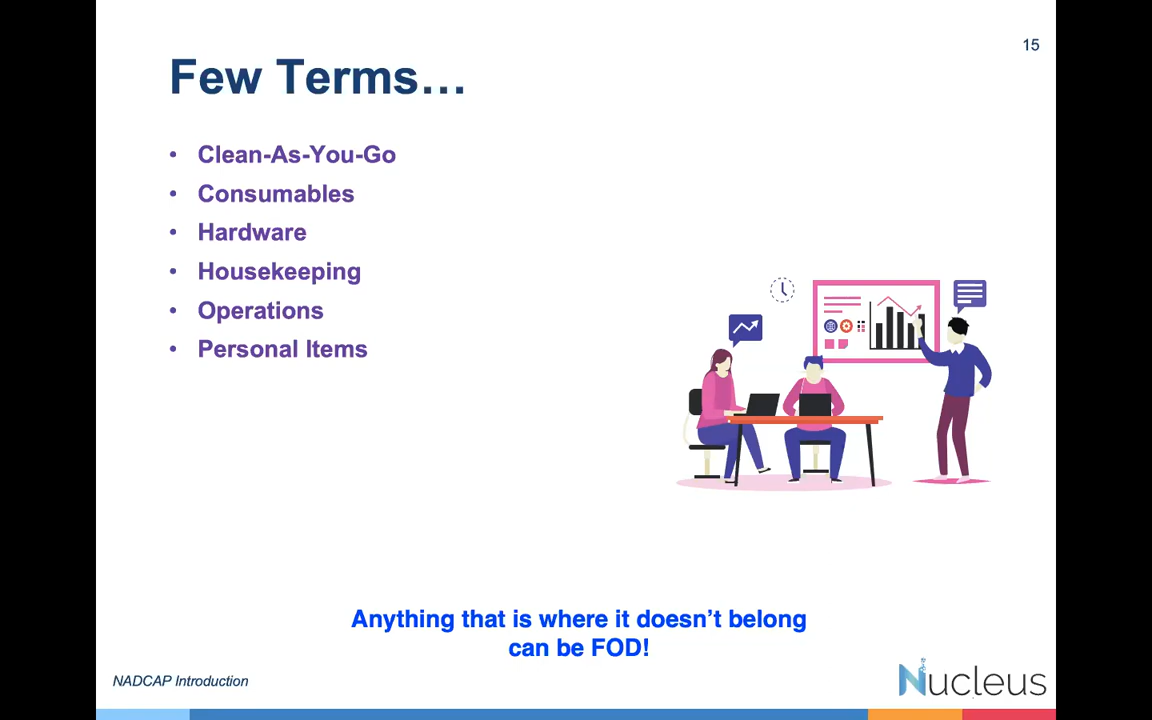 15
Few Terms…
• Clean-As-You-Go
• Consumables
• Hardware
• Housekeeping
• Operations
• Personal Items
Anything that is where it doesn’t belong
can be FOD!
NADCAP Introduction
Nucleus